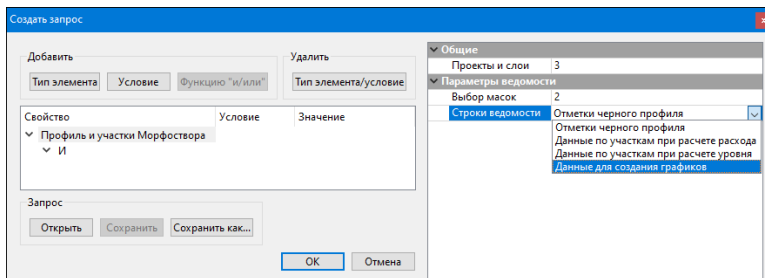 Создать запрос
Добавить
Тип элемента
Условие
Функцию "и/или"
Удалить
Тип элемента/условие
Свойство Условие Значение
Профиль и участки Морфоствора
И
Запрос
Открыть
Сохранить
Сохранить как...
ОК
Отмена
Общие
Проекты и слои 3
Параметры ведомости
Выбор масок 2
Строки ведомости Отметки черного профиля
Отметки черного профиля
Данные по участкам при расчете расхода
Данные по участкам при расчете уровня
Данные для создания графиков